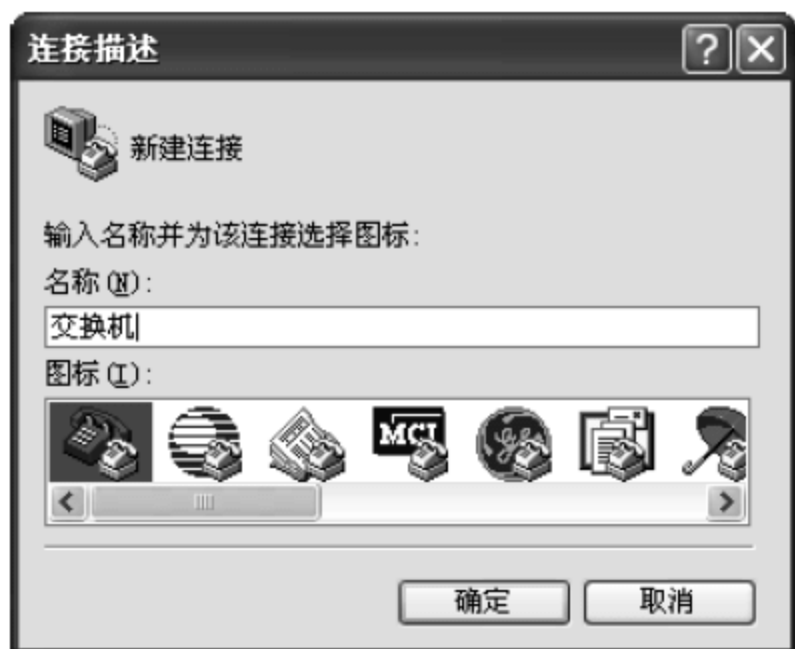 连接描述
新建连接
输入名称并为该连接选择图标:
名称(N):
交换机
图标(I):
MCI
确定 取消